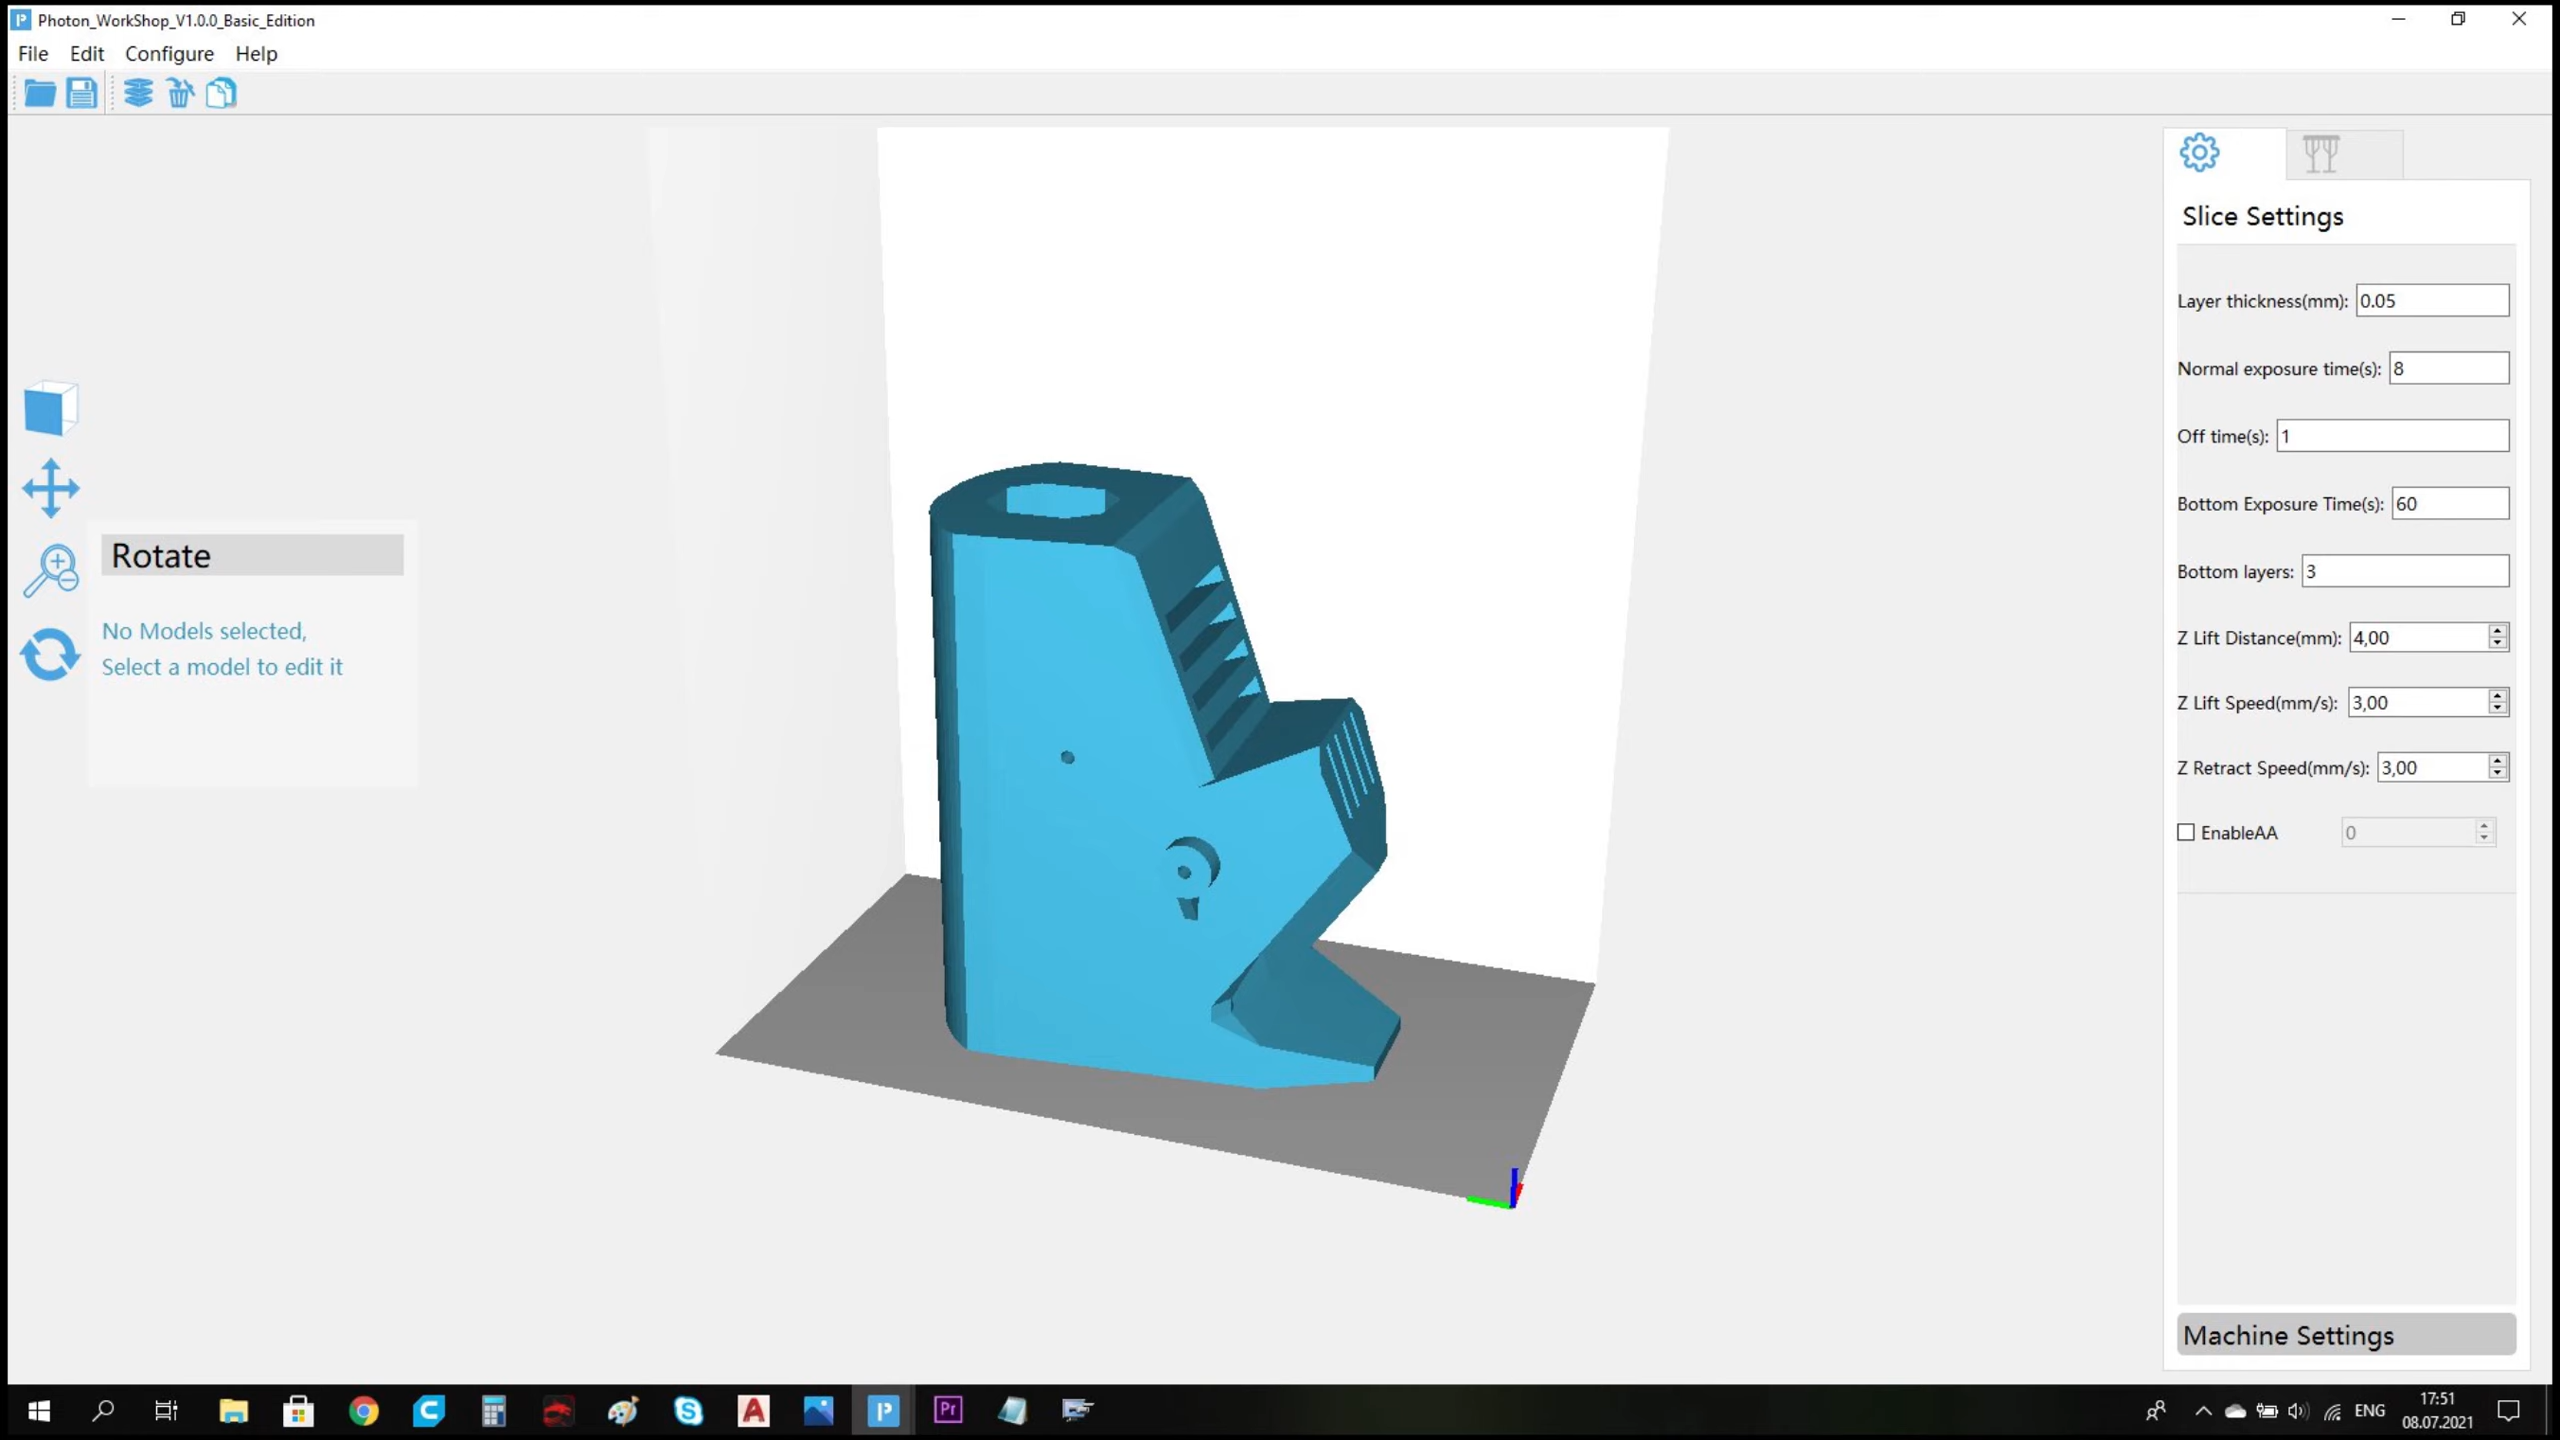 Photon_WorkShop_V1.0.0_Basic_Edition
File Edit Configure Help
Rotate
No Models selected,
Select a model to edit it
Slice Settings
Layer thickness(mm): 0.05
Normal exposure time(s): 8
Off time(s): 1
Bottom Exposure Time(s): 60
Bottom layers: 3
Z Lift Distance(mm): 4,00
Z Lift Speed(mm/s): 3,00
Z Retract Speed(mm/s): 3,00
EnableAA 0
Machine Settings
P
Pr
ENG
17:51
08.07.2021